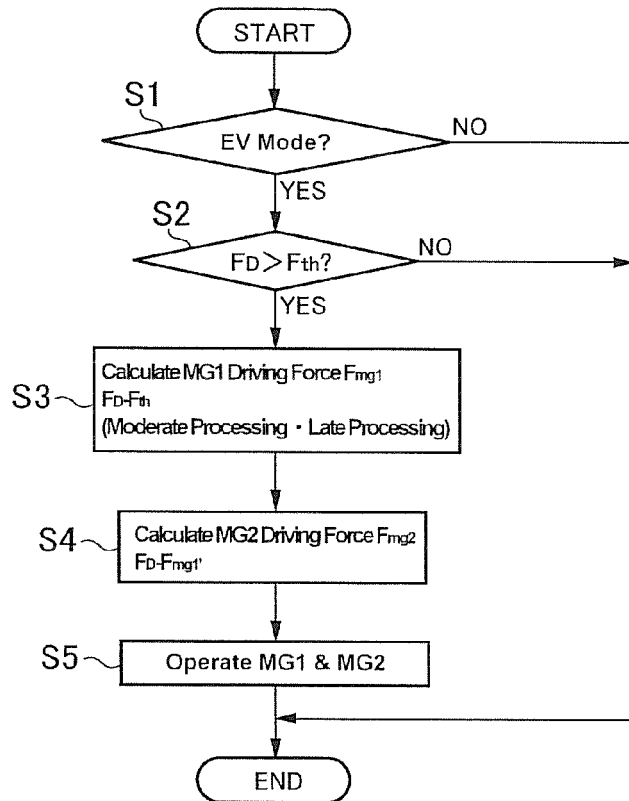 START
S1
EV Mode?
NO
YES
S2
FD > Fth?
NO
YES
S3
Calculate MG1 Driving Force Fmg1
FD-Fth
(Moderate Processing・Late Processing)
S4
Calculate MG2 Driving Force Fmg2
FD-Fmg1'
S5
Operate MG1 & MG2
END